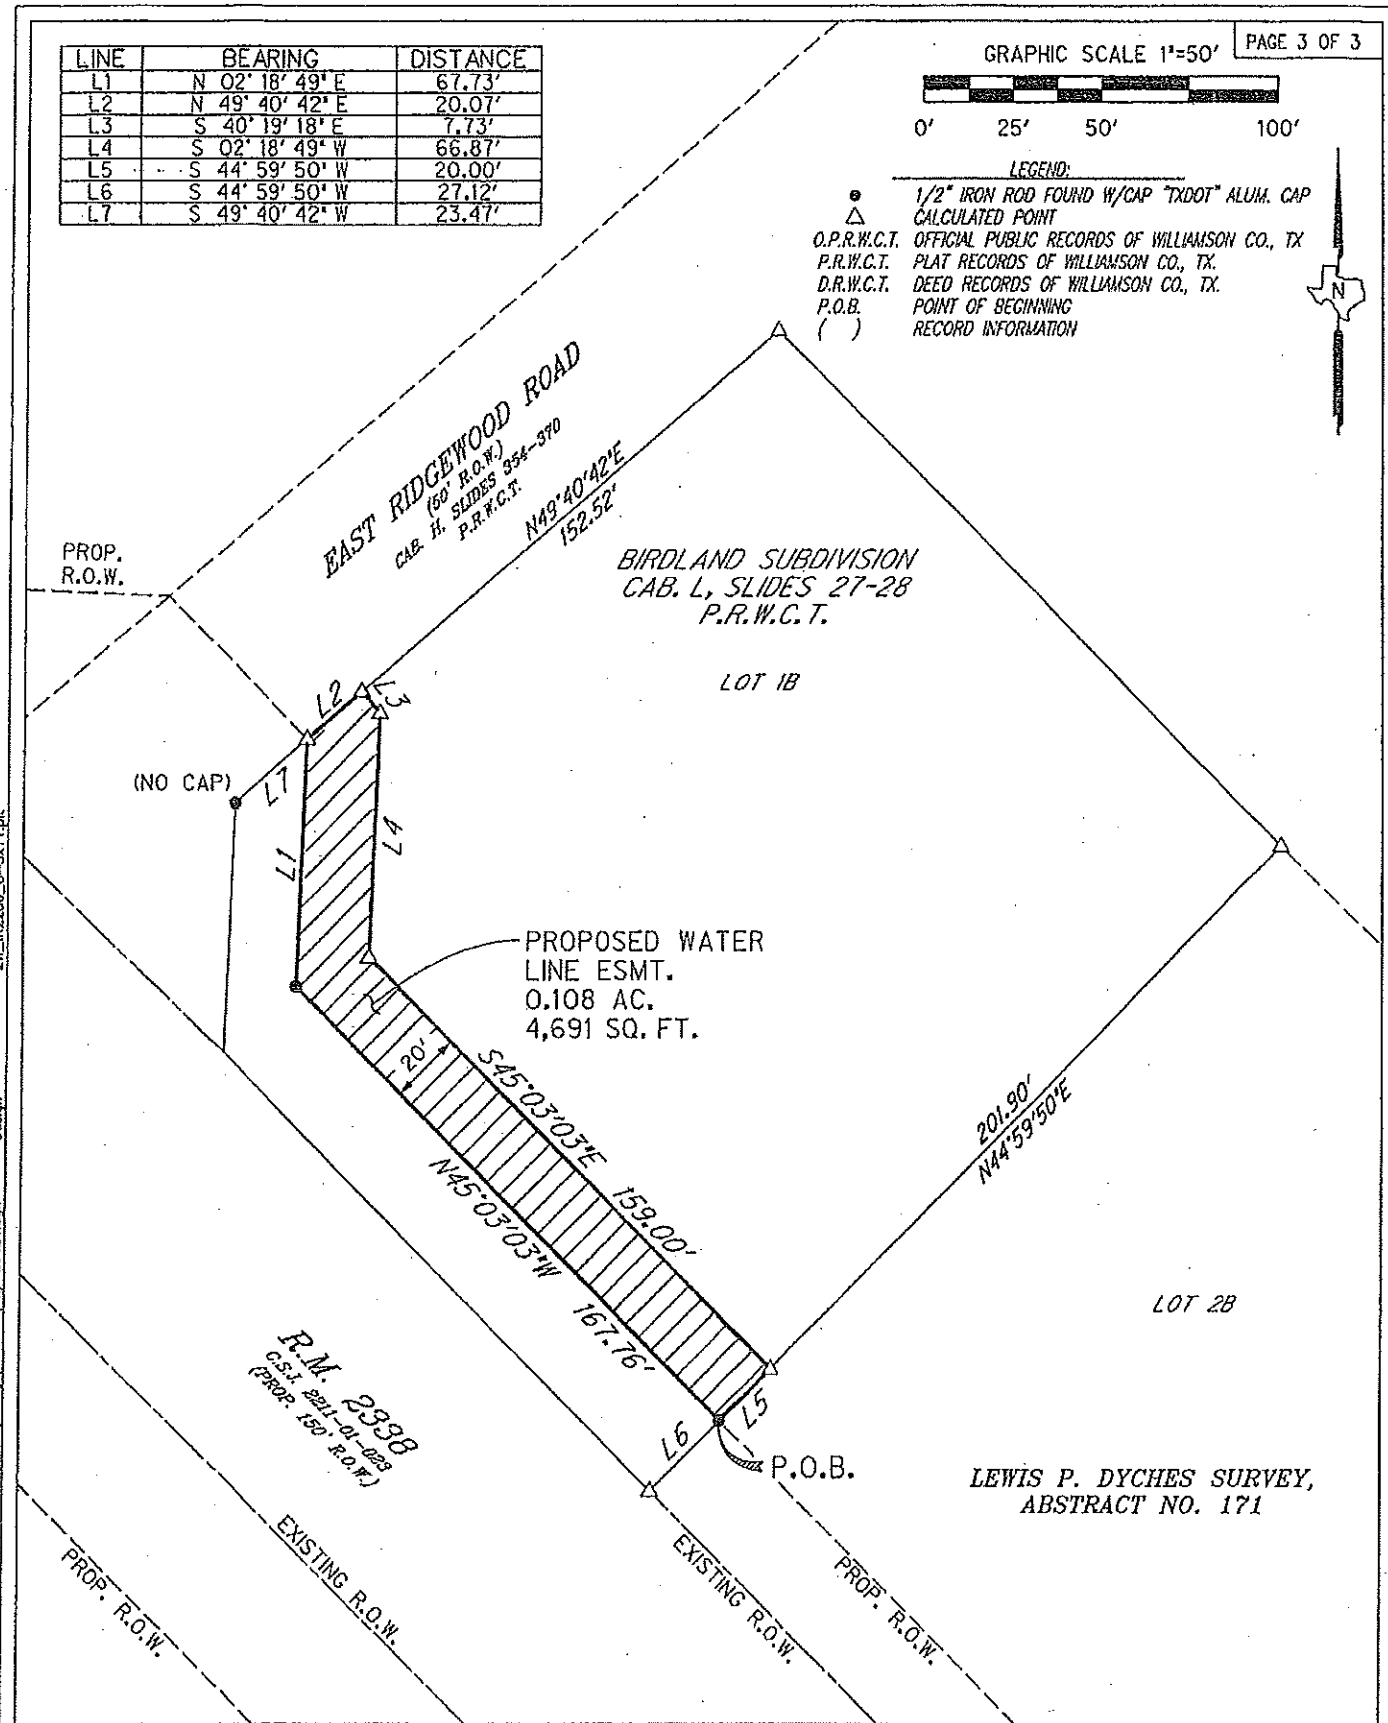 PAGE 3 OF 3
LINE BEARING DISTANCE
L1 N 02° 18' 49" E 67.73'
L2 N 49° 40' 42" E 20.07'
L3 S 40° 19' 18" E 7.73'
L4 S 02° 18' 49" W 66.87'
L5 S 44° 59' 50" W 20.00'
L6 S 44° 59' 50" W 27.12'
L7 S 49° 40' 42" W 23.47'
GRAPHIC SCALE 1"=50'
0' 25' 50' 100'
LEGEND:
1/2" IRON ROD FOUND W/CAP "TXDOT" ALUM. CAP
CALCULATED POINT
O.P.R.W.C.T. OFFICIAL PUBLIC RECORDS OF WILLIAMSON CO., TX
P.R.W.C.T. PLAT RECORDS OF WILLIAMSON CO., TX.
D.R.W.C.T. DEED RECORDS OF WILLIAMSON CO., TX.
P.O.B. POINT OF BEGINNING
( ) RECORD INFORMATION
N
EAST RIDGEWOOD ROAD
(50' R.O.W.)
CAB. H. SLIDES 354-370
P.R.W.C.T.
N49°40'42"E
152.52'
PROP.
R.O.W.
BIRDLAND SUBDIVISION
CAB. L, SLIDES 27-28
P.R.W.C.T.
LOT 1B
L2
L3
(NO CAP)
L7
L1
L4
PROPOSED WATER
LINE ESMT.
0.108 AC.
4,691 SQ. FT.
20'
S45°03'03"E 159.00'
N45°03'03"W 167.76'
201.90'
N44°59'50"E
LOT 2B
R.M. 2338
C.S.J. 2211-01-023
(PROP. 150' R.O.W.)
L5
L6
P.O.B.
LEWIS P. DYCHES SURVEY,
ABSTRACT NO. 171
PROP. R.O.W.
EXISTING R.O.W.
EXISTING R.O.W.
PROP. R.O.W.